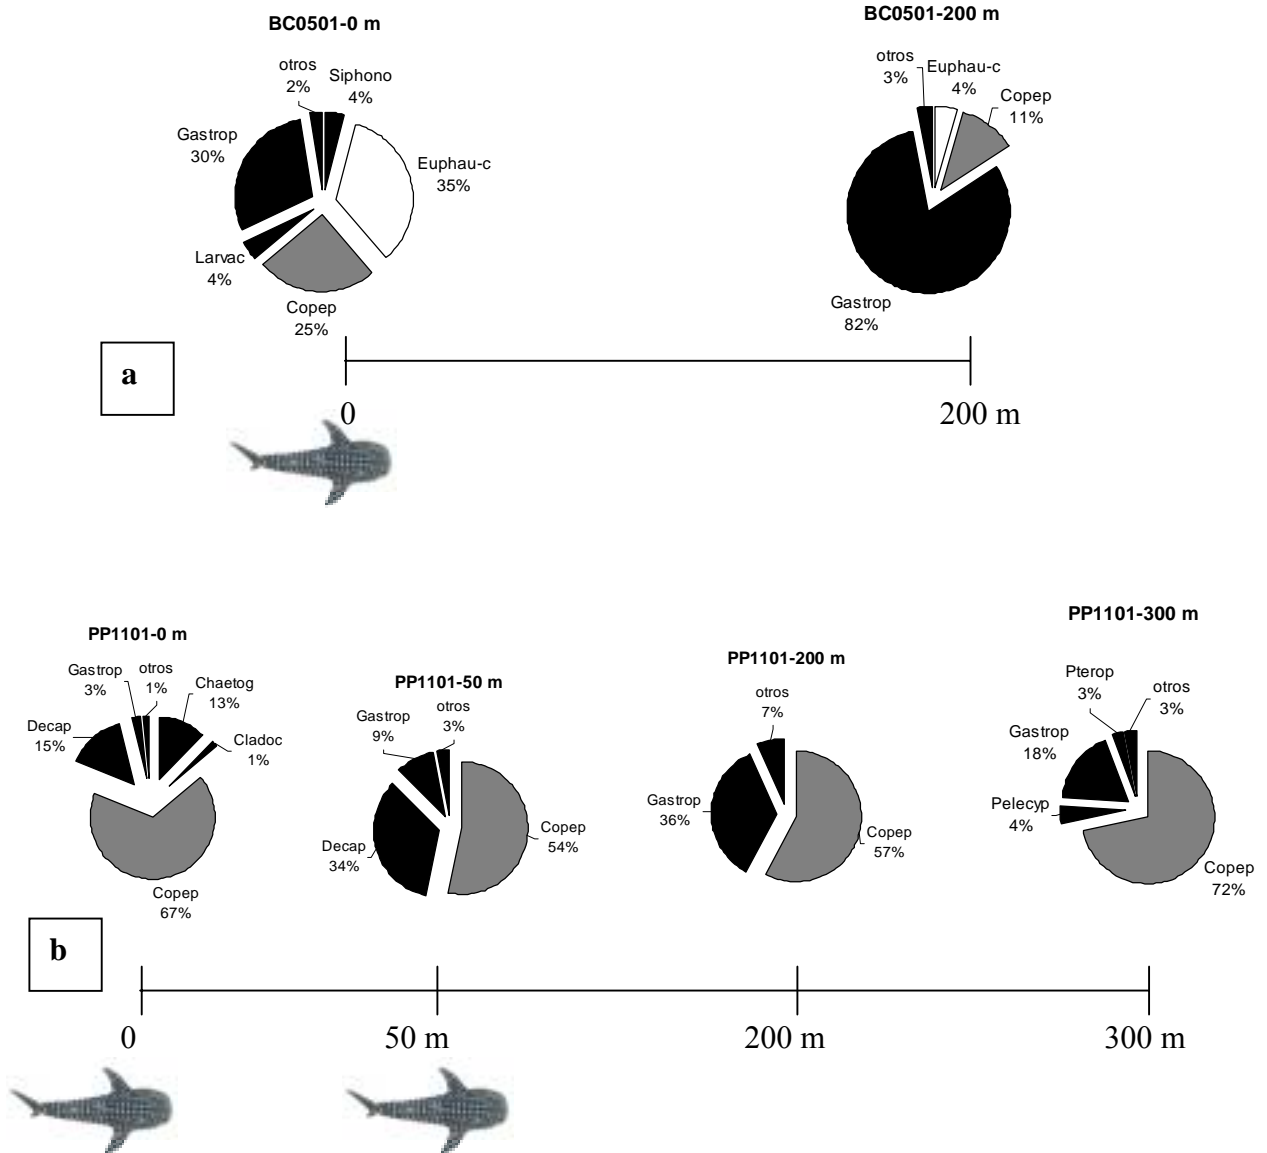 BC0501-0 m
otros
2%
Siphono
4%
Gastrop
30%
Euphau-c
35%
Larvac
4%
Copep
25%
BC0501-200 m
otros
3%
Euphau-c
4%
Copep
11%
Gastrop
82%
a
0
200 m
PP1101-0 m
Gastrop
3%
otros
1%
Chaetog
13%
Decap
15%
Cladoc
1%
Copep
67%
PP1101-50 m
otros
3%
Gastrop
9%
Decap
34%
Copep
54%
PP1101-200 m
otros
7%
Gastrop
36%
Copep
57%
PP1101-300 m
Pterop
3%
otros
3%
Gastrop
18%
Pelecyp
4%
Copep
72%
b
0
50 m
200 m
300 m